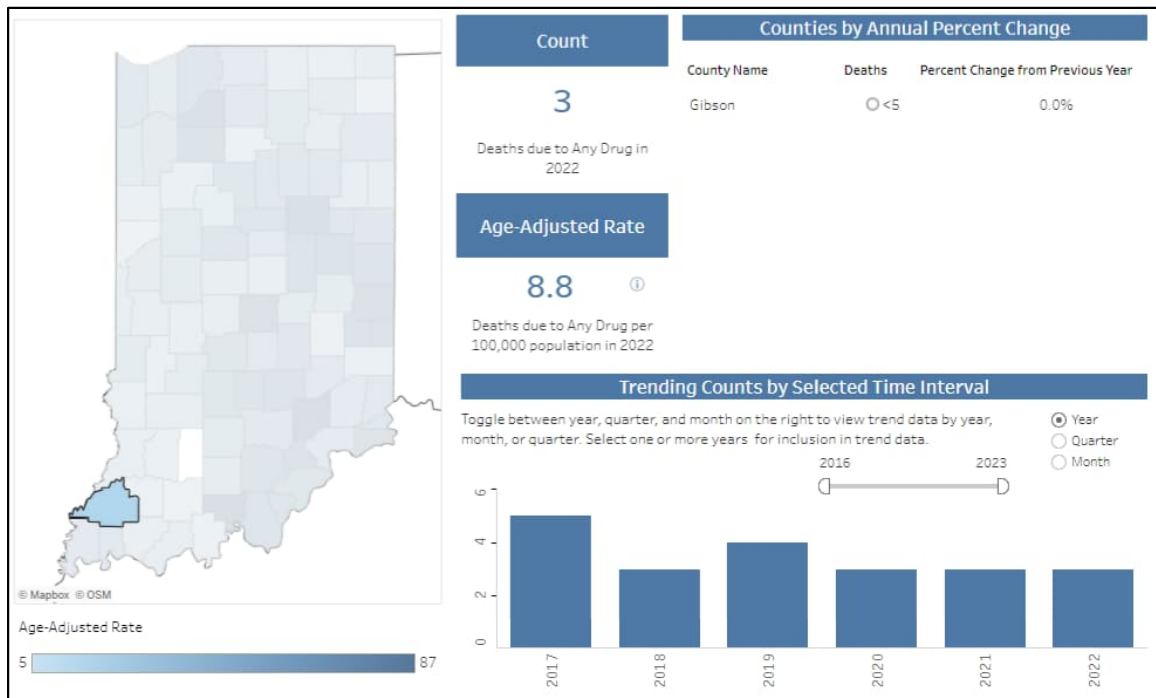 Count
3
Deaths due to Any Drug in
2022
Age-Adjusted Rate
8.8
Deaths due to Any Drug per
100,000 population in 2022
Counties by Annual Percent Change
County Name Deaths Percent Change from Previous Year
Gibson <5 0.0%
© Mapbox © OSM
Age-Adjusted Rate
5 87
Trending Counts by Selected Time Interval
Toggle between year, quarter, and month on the right to view trend data by year,
month, or quarter. Select one or more years for inclusion in trend data.
Year
Quarter
Month
2016 2023
6
4
2
0
2017 2018 2019 2020 2021 2022